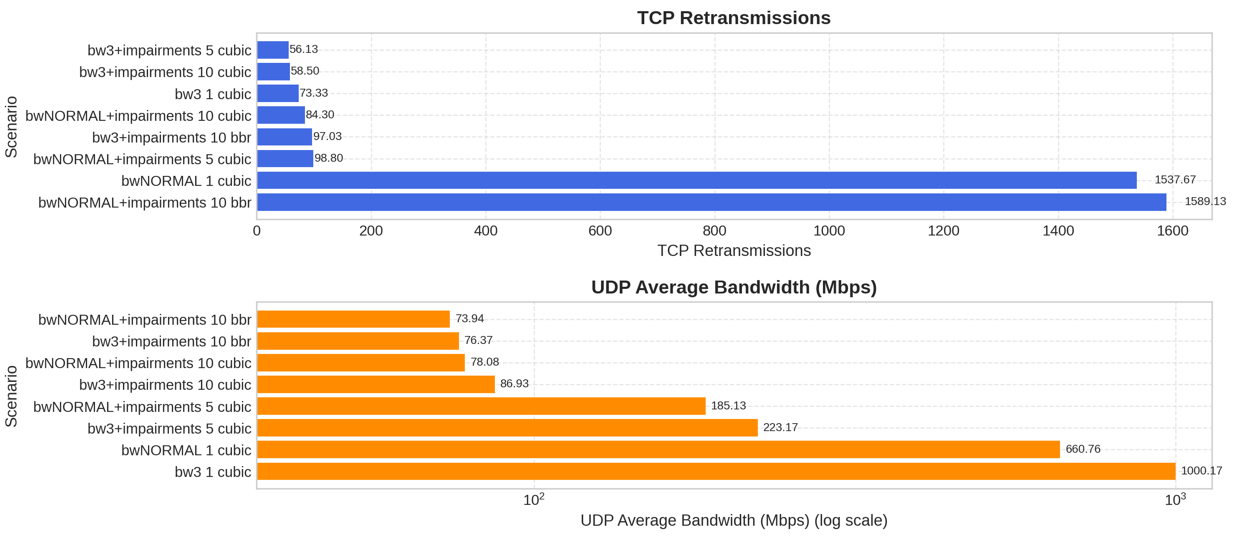 TCP Retransmissions
Scenario
bw3+impairments 5 cubic 56.13
bw3+impairments 10 cubic 58.50
bw3 1 cubic 73.33
bwNORMAL+impairments 10 cubic 84.30
bw3+impairments 10 bbr 97.03
bwNORMAL+impairments 5 cubic 98.80
bwNORMAL 1 cubic 1537.67
bwNORMAL+impairments 10 bbr 1589.13
0 200 400 600 800 1000 1200 1400 1600
TCP Retransmissions
UDP Average Bandwidth (Mbps)
Scenario
bwNORMAL+impairments 10 bbr 73.94
bw3+impairments 10 bbr 76.37
bwNORMAL+impairments 10 cubic 78.08
bw3+impairments 10 cubic 86.93
bwNORMAL+impairments 5 cubic 185.13
bw3+impairments 5 cubic 223.17
bwNORMAL 1 cubic 660.76
bw3 1 cubic 1000.17
10² 10³
UDP Average Bandwidth (Mbps) (log scale)